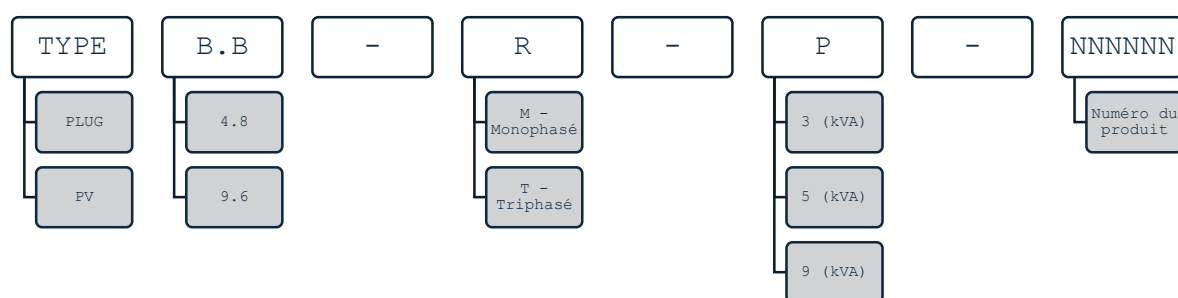 TYPE
B.B
-
R
-
P
-
NNNNNN
PLUG
4.8
M -
Monophasé
3 (kVA)
Numéro du
produit
PV
9.6
T -
Triphasé
5 (kVA)
9 (kVA)